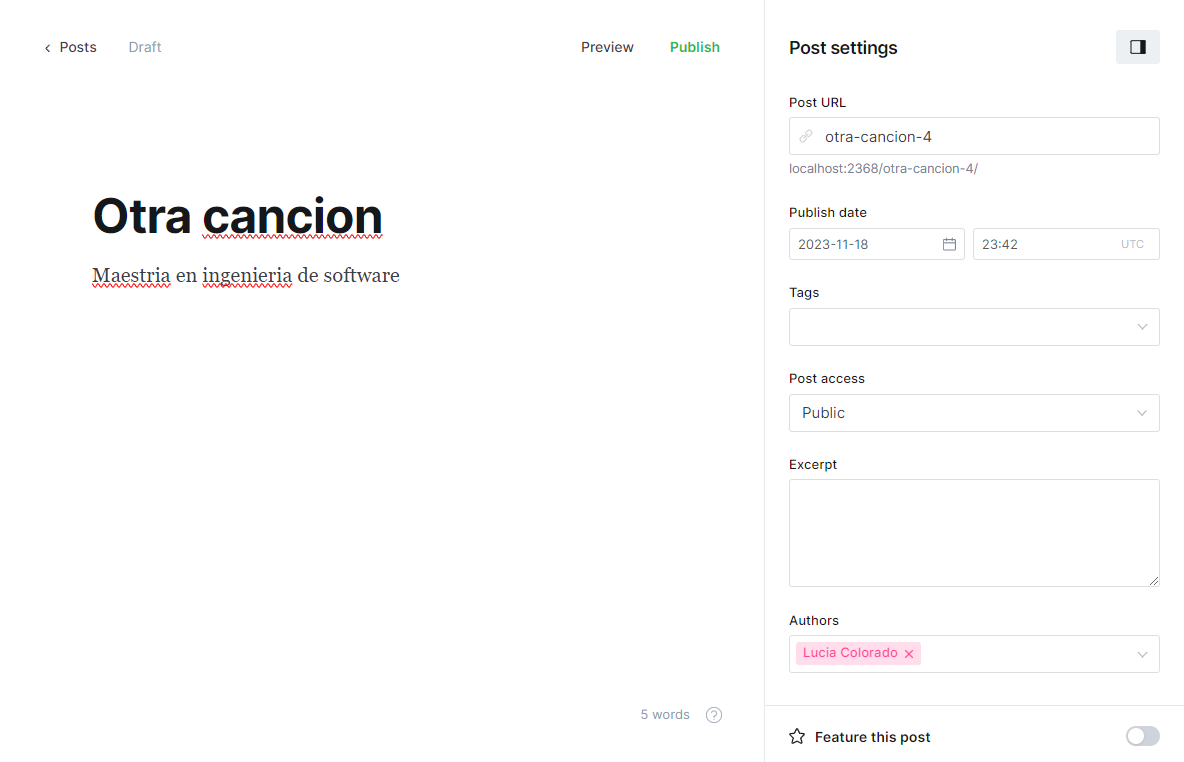 Posts Draft Preview Publish
Otra cancion
Maestria en ingenieria de software
5 words
Post settings
Post URL
otra-cancion-4
localhost:2368/otra-cancion-4/
Publish date
2023-11-18 23:42 UTC
Tags
Post access
Public
Excerpt
Authors
Lucia Colorado
Feature this post